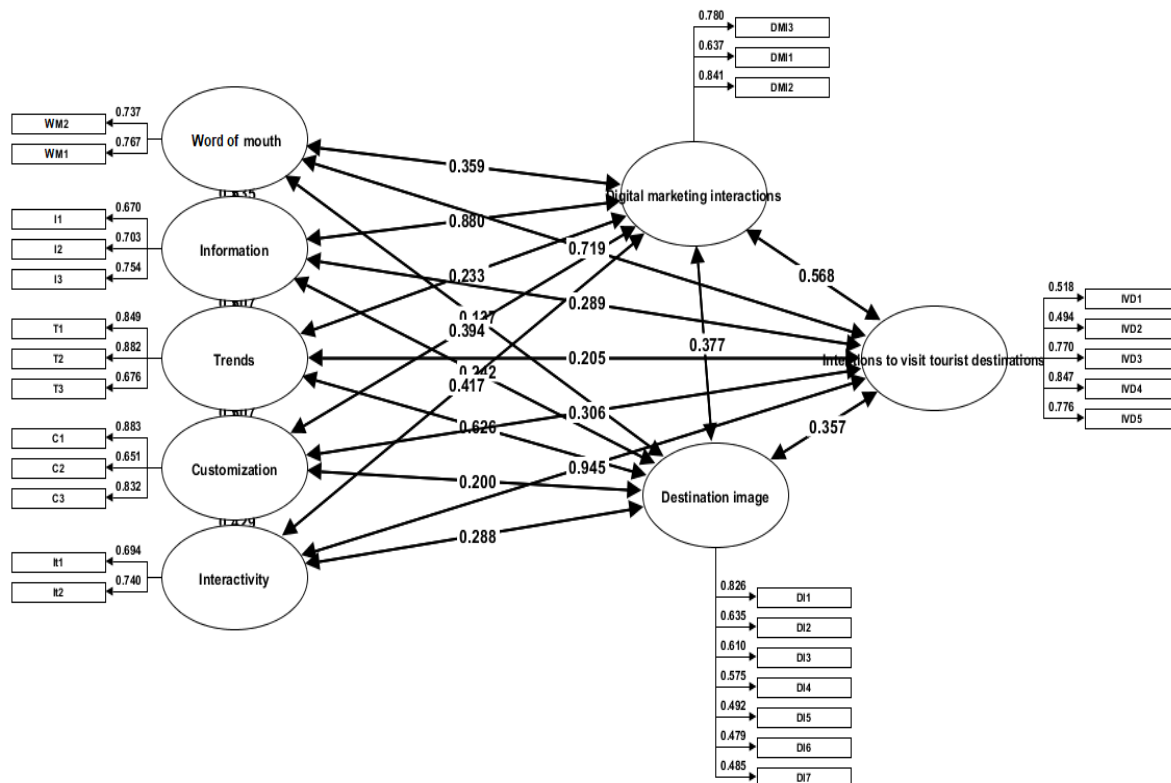 0.780
DMI3
0.637
DMI1
0.841
DMI2
0.737
WM2
0.767
WM1
Word of mouth
0.359
Digital marketing interactions
0.670
I1
0.703
I2
0.754
I3
Information
0.880
0.719
0.568
0.233
0.289
0.394
0.377
0.518
IVD1
0.494
IVD2
0.770
IVD3
0.847
IVD4
0.776
IVD5
Intentions to visit tourist destinations
0.849
T1
0.882
T2
0.676
T3
Trends
0.205
0.417
0.306
0.626
0.357
0.883
C1
0.651
C2
0.832
C3
Customization
0.945
0.200
Destination image
0.288
0.694
It1
0.740
It2
Interactivity
0.826
DI1
0.635
DI2
0.610
DI3
0.575
DI4
0.492
DI5
0.479
DI6
0.485
DI7